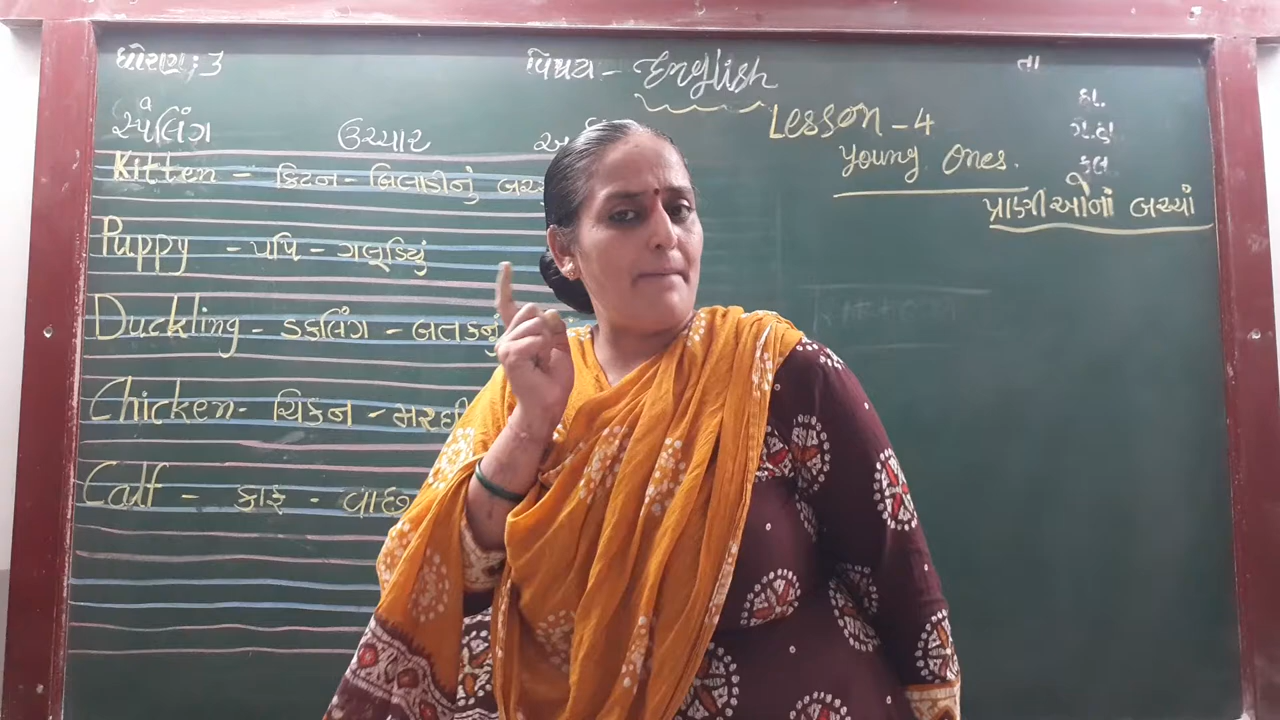 ધોરણ: 3
વિષય - English
તા
Lesson - 4
Young Ones.
પ્રાણીઓનાં બચ્ચાં
હા.
ગે.હા
કુલ
સ્પેલિંગ ઉચ્ચાર
Kitten - કિટન - બિલાડીનું
Puppy - પપિ - ગલૂડિયું
Duckling - ડકલિંગ - બતકનું
Chicken - ચિકન -
Calf - કાફ -